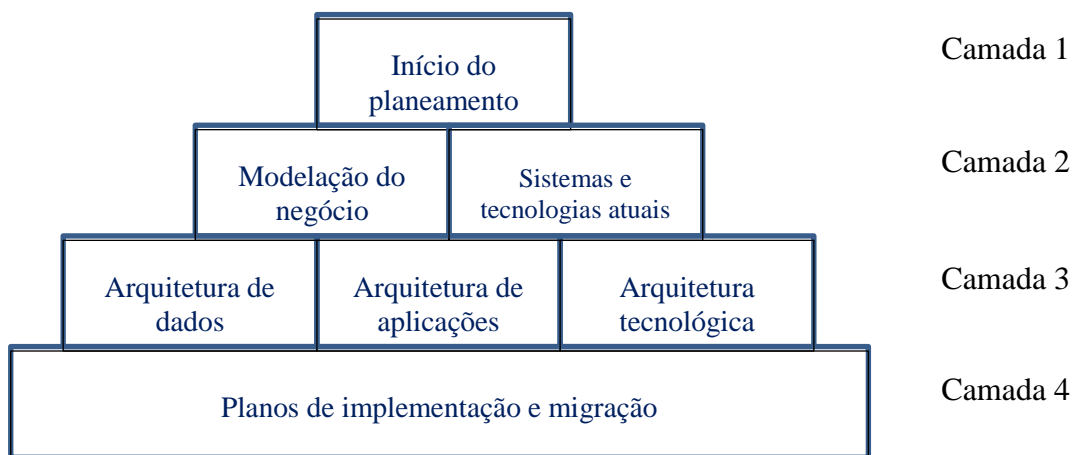 Início do
planeamento
Camada 1
Modelação do
negócio
Sistemas e
tecnologias atuais
Camada 2
Arquitetura de
dados
Arquitetura de
aplicações
Arquitetura
tecnológica
Camada 3
Planos de implementação e migração
Camada 4